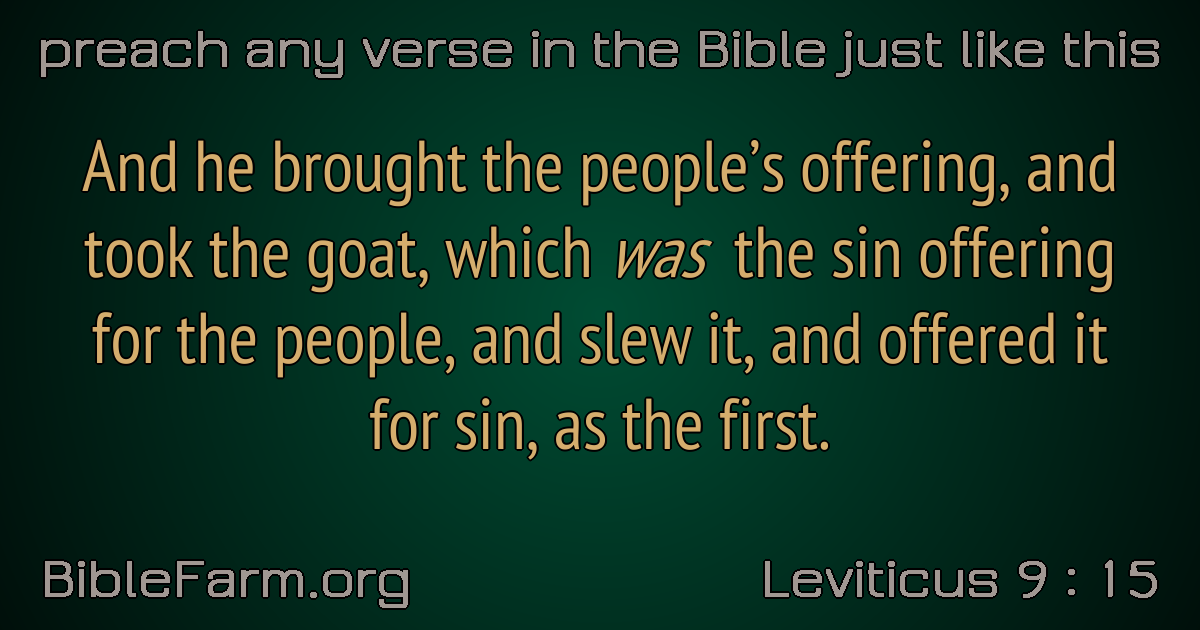 preach any verse in the Bible just like this
And he brought the people’s offering, and
took the goat, which was the sin offering
for the people, and slew it, and offered it
for sin, as the first.
BibleFarm.org
Leviticus 9 : 15